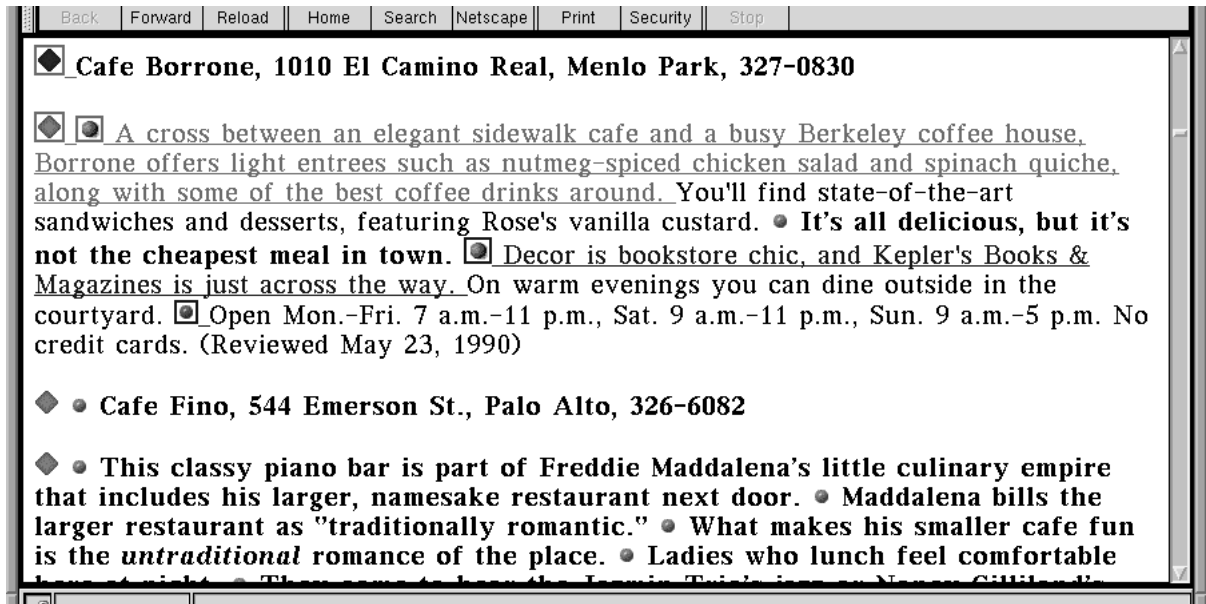 Back Forward Reload Home Search Netscape Print Security Stop
Cafe Borrone, 1010 El Camino Real, Menlo Park, 327-0830
A cross between an elegant sidewalk cafe and a busy Berkeley coffee house,
Borrone offers light entrees such as nutmeg-spiced chicken salad and spinach quiche,
along with some of the best coffee drinks around. You'll find state-of-the-art
sandwiches and desserts, featuring Rose's vanilla custard. It's all delicious, but it's
not the cheapest meal in town. Decor is bookstore chic, and Kepler's Books &
Magazines is just across the way. On warm evenings you can dine outside in the
courtyard. Open Mon.-Fri. 7 a.m.-11 p.m., Sat. 9 a.m.-11 p.m., Sun. 9 a.m.-5 p.m. No
credit cards. (Reviewed May 23, 1990)
Cafe Fino, 544 Emerson St., Palo Alto, 326-6082
This classy piano bar is part of Freddie Maddalena's little culinary empire
that includes his larger, namesake restaurant next door. Maddalena bills the
larger restaurant as "traditionally romantic." What makes his smaller cafe fun
is the untraditional romance of the place. Ladies who lunch feel comfortable
here at night. They come to hear the